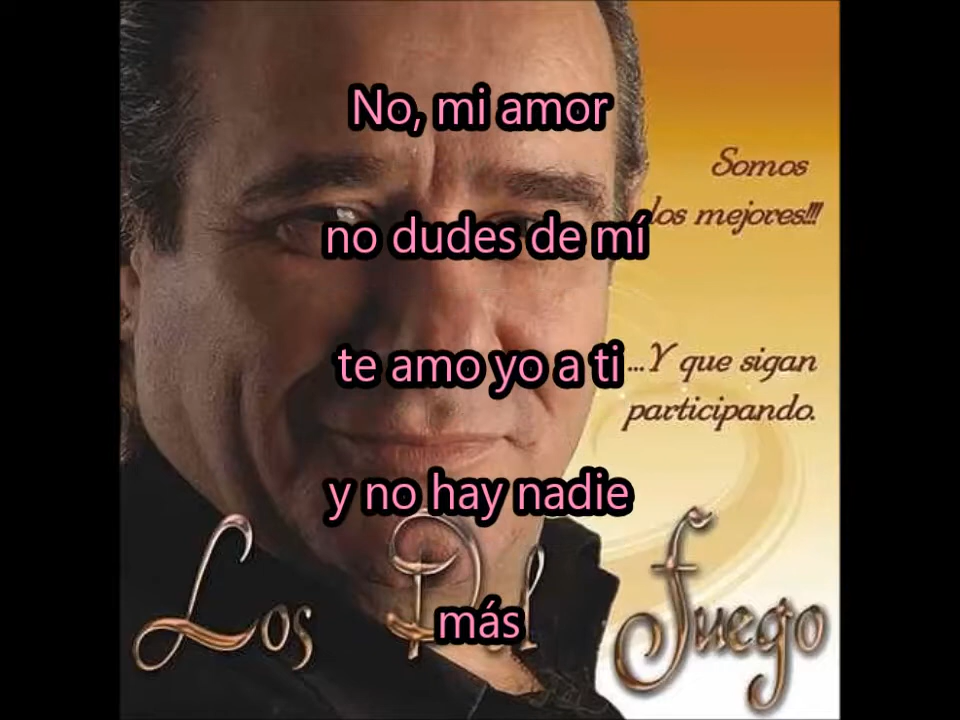 No, mi amor
Somos
los mejores!!!
no dudes de mí
te amo yo a ti
...Y que sigan
participando.
y no hay nadie
más
Los Del Fuego